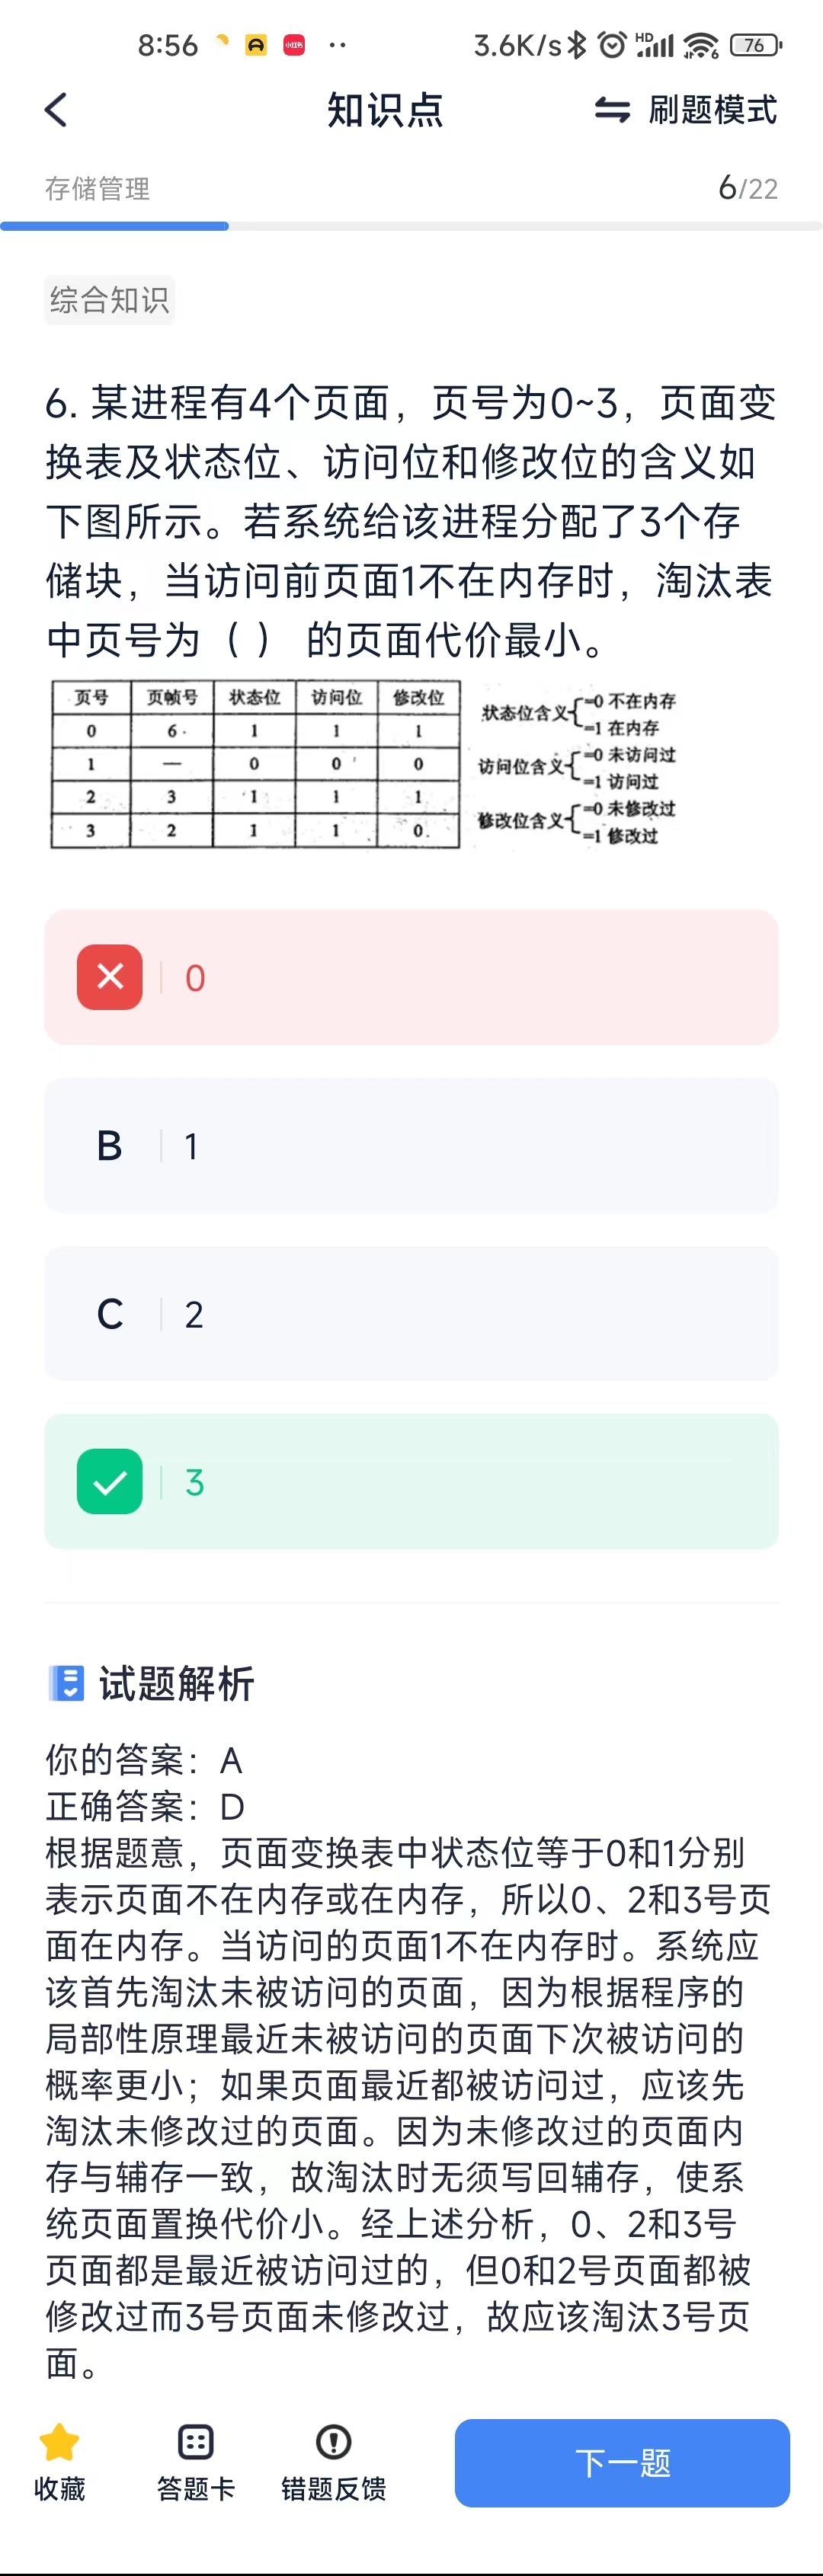 8:56 小红书 ·· 3.6K/s HD 6 76
知识点 刷题模式
存储管理 6/22
综合知识
6. 某进程有4个页面，页号为0~3，页面变
换表及状态位、访问位和修改位的含义如
下图所示。若系统给该进程分配了3个存
储块，当访问前页面1不在内存时，淘汰表
中页号为（ ） 的页面代价最小。
页号 页帧号 状态位 访问位 修改位
0 6 1 1 1
1 — 0 0 0
2 3 1 1 1
3 2 1 1 0
状态位含义 =0 不在内存
=1 在内存
访问位含义 =0 未访问过
=1 访问过
修改位含义 =0 未修改过
=1 修改过
0
B 1
C 2
3
试题解析
你的答案：A
正确答案：D
根据题意，页面变换表中状态位等于0和1分别
表示页面不在内存或在内存，所以0、2和3号页
面在内存。当访问的页面1不在内存时。系统应
该首先淘汰未被访问的页面，因为根据程序的
局部性原理最近未被访问的页面下次被访问的
概率更小；如果页面最近都被访问过，应该先
淘汰未修改过的页面。因为未修改过的页面内
存与辅存一致，故淘汰时无须写回辅存，使系
统页面置换代价小。经上述分析，0、2和3号
页面都是最近被访问过的，但0和2号页面都被
修改过而3号页面未修改过，故应该淘汰3号页
面。
收藏 答题卡 错题反馈 下一题